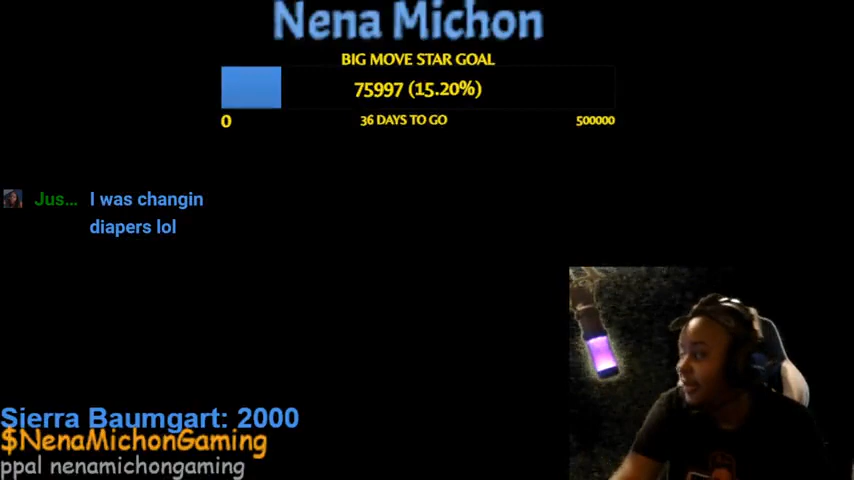 Nena Michon
BIG MOVE STAR GOAL
75997 (15.20%)
0 36 DAYS TO GO 500000
Jus... I was changin
diapers lol
Sierra Baumgart: 2000
$NenaMichonGaming
ppal nenamichongaming